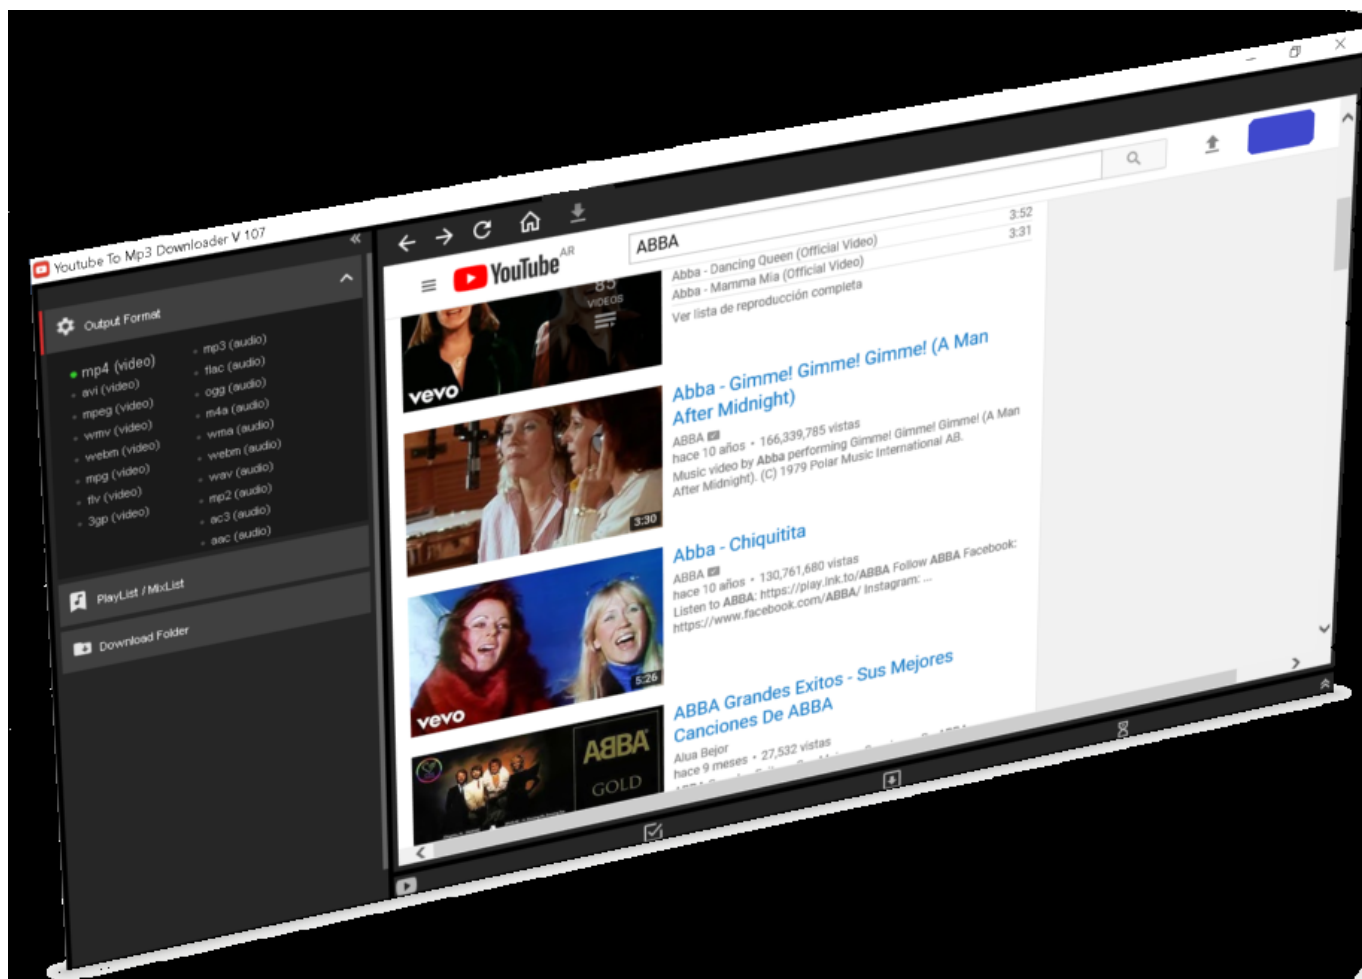 Youtube To Mp3 Downloader V 107
Output Format
mp4 (video)
avi (video)
mpeg (video)
wmv (video)
webm (video)
mpg (video)
flv (video)
3gp (video)
mp3 (audio)
flac (audio)
ogg (audio)
m4a (audio)
wma (audio)
webm (audio)
wav (audio)
mp2 (audio)
ac3 (audio)
aac (audio)
PlayList / MixList
Download Folder
YouTube AR
ABBA
85
VIDEOS
vevo
Abba - Dancing Queen (Official Video) 3:52
Abba - Mamma Mia (Official Video) 3:31
Ver lista de reproducción completa
3:30
Abba - Gimme! Gimme! Gimme! (A Man
After Midnight)
ABBA
hace 10 años • 166,339,785 vistas
Music video by Abba performing Gimme! Gimme! Gimme! (A Man
After Midnight). (C) 1979 Polar Music International AB.
vevo
5:26
Abba - Chiquitita
ABBA
hace 10 años • 130,761,680 vistas
Listen to ABBA: https://play.lnk.to/ABBA Follow ABBA Facebook:
https://www.facebook.com/ABBA/ Instagram: ...
ABBA
GOLD
ABBA Grandes Exitos - Sus Mejores
Canciones De ABBA
Alua Bejor
hace 9 meses • 27,532 vistas